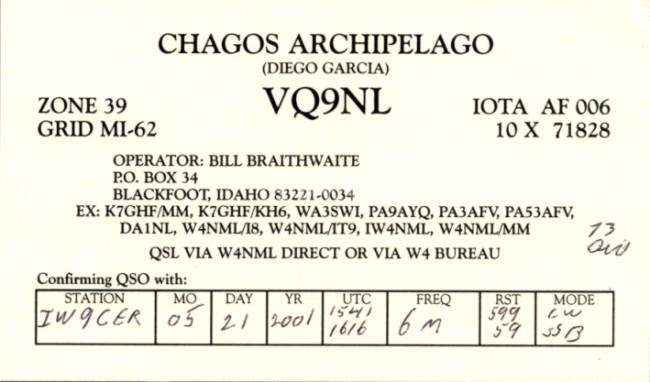 CHAGOS ARCHIPELAGO
(DIEGO GARCIA)
VQ9NL
ZONE 39
GRID MI-62
IOTA AF 006
10 X 71828
OPERATOR: BILL BRAITHWAITE
P.O. BOX 34
BLACKFOOT, IDAHO 83221-0034
EX: K7GHF/MM, K7GHF/KH6, WA3SWI, PA9AYQ, PA3AFV, PA53AFV,
DA1NL, W4NML/I8, W4NML/IT9, IW4NML, W4NML/MM
73
QSL VIA W4NML DIRECT OR VIA W4 BUREAU
Confirming QSO with:
STATION MO DAY YR UTC FREQ RST MODE
IW9CER 05 21 2001 1541 6 M 599 CW
1616 59 SSB